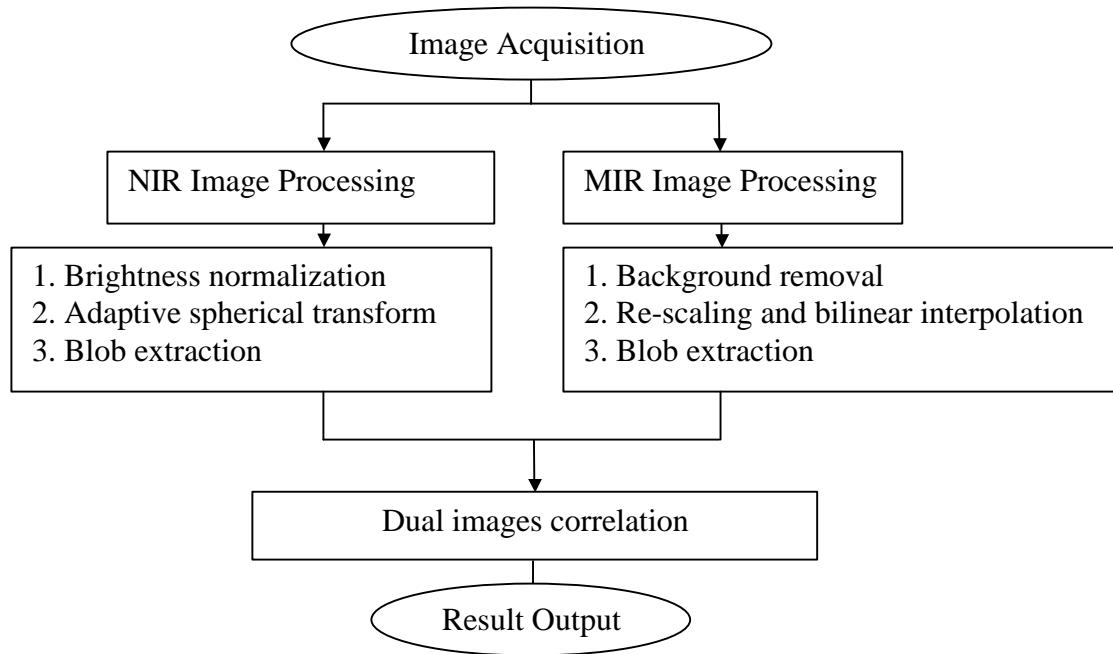 Image Acquisition
NIR Image Processing
MIR Image Processing
1. Brightness normalization
2. Adaptive spherical transform
3. Blob extraction
1. Background removal
2. Re-scaling and bilinear interpolation
3. Blob extraction
Dual images correlation
Result Output